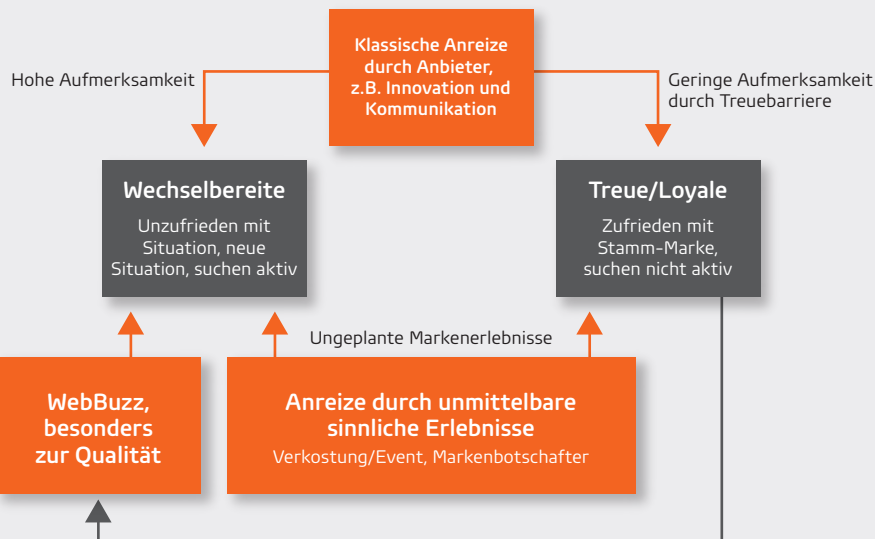 Klassische Anreize
durch Anbieter,
z.B. Innovation und
Kommunikation
Hohe Aufmerksamkeit
Geringe Aufmerksamkeit
durch Treuebarriere
Wechselbereite
Unzufrieden mit
Situation, neue
Situation, suchen aktiv
Treue/Loyale
Zufrieden mit
Stamm-Marke,
suchen nicht aktiv
Ungeplante Markenerlebnisse
WebBuzz,
besonders
zur Qualität
Anreize durch unmittelbare
sinnliche Erlebnisse
Verkostung/Event, Markenbotschafter